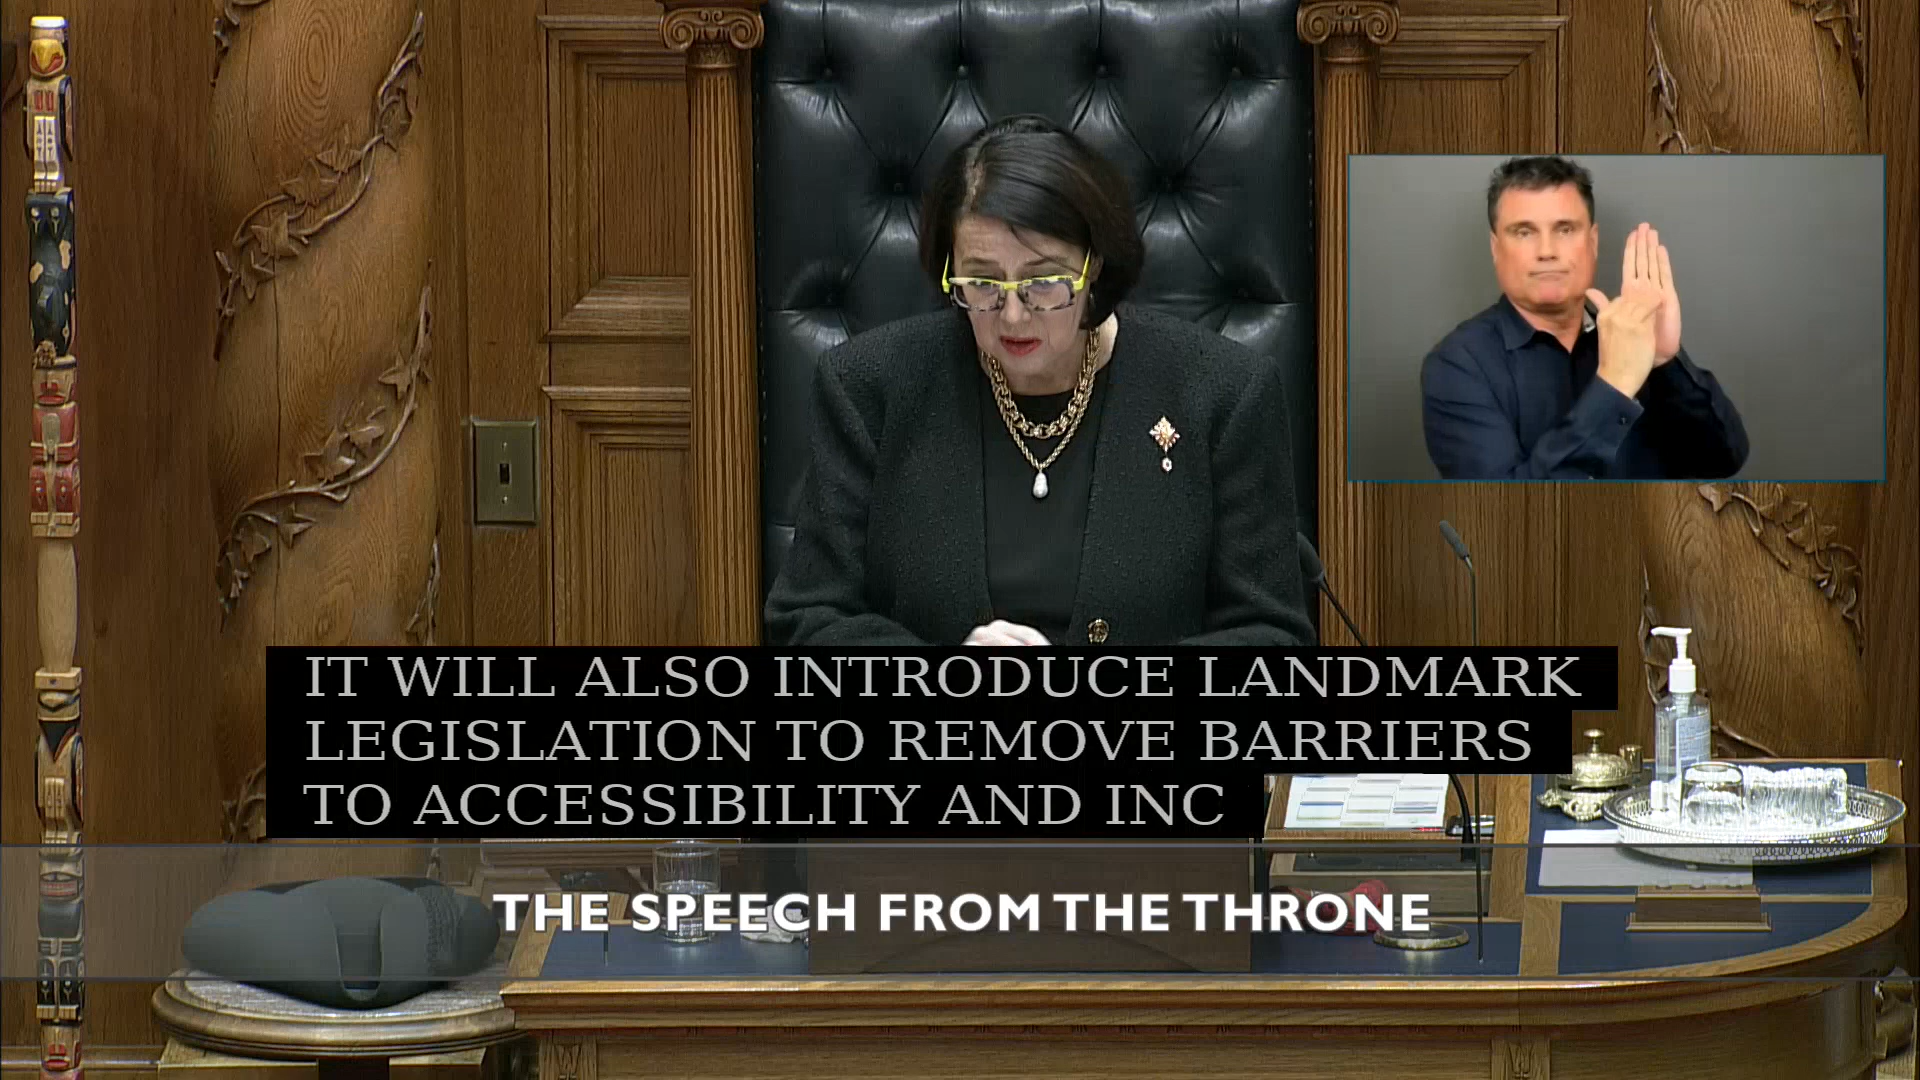 IT WILL ALSO INTRODUCE LANDMARK
LEGISLATION TO REMOVE BARRIERS
TO ACCESSIBILITY AND INC
THE SPEECH FROM THE THRONE